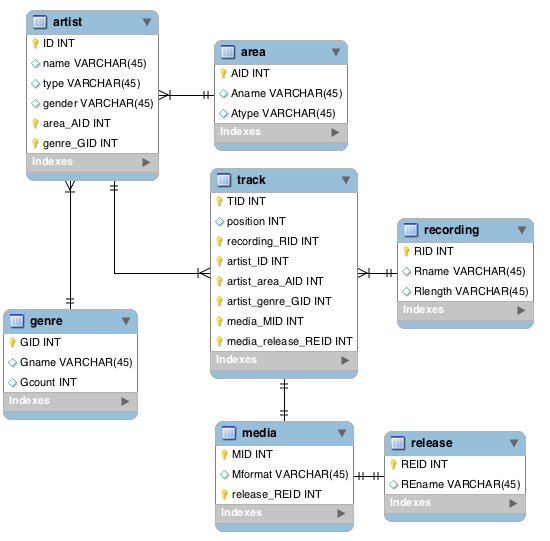 artist
ID INT
name VARCHAR(45)
type VARCHAR(45)
gender VARCHAR(45)
area_AID INT
genre_GID INT
Indexes
area
AID INT
Aname VARCHAR(45)
Atype VARCHAR(45)
Indexes
track
TID INT
position INT
recording_RID INT
artist_ID INT
artist_area_AID INT
artist_genre_GID INT
media_MID INT
media_release_REID INT
Indexes
recording
RID INT
Rname VARCHAR(45)
Rlength VARCHAR(45)
Indexes
genre
GID INT
Gname VARCHAR(45)
Gcount INT
Indexes
media
MID INT
Mformat VARCHAR(45)
release_REID INT
Indexes
release
REID INT
REname VARCHAR(45)
Indexes